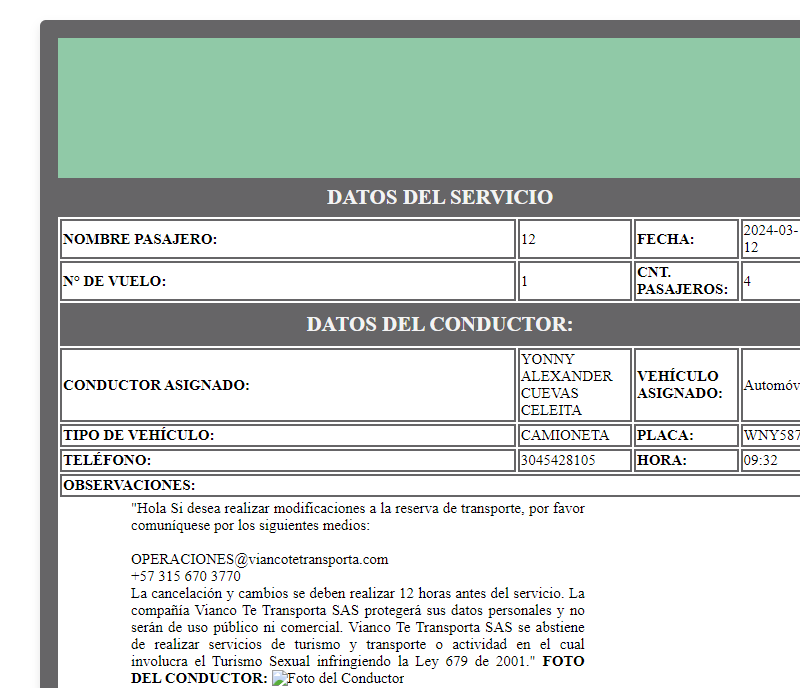 DATOS DEL SERVICIO
NOMBRE PASAJERO: 12 FECHA: 2024-03-
12
N° DE VUELO: 1 CNT.
PASAJEROS: 4
DATOS DEL CONDUCTOR:
CONDUCTOR ASIGNADO: YONNY
ALEXANDER
CUEVAS
CELEITA
VEHÍCULO
ASIGNADO: Automóv
TIPO DE VEHÍCULO: CAMIONETA PLACA: WNY587
TELÉFONO: 3045428105 HORA: 09:32
OBSERVACIONES:
"Hola Si desea realizar modificaciones a la reserva de transporte, por favor
comuníquese por los siguientes medios:
OPERACIONES@viancotetransporta.com
+57 315 670 3770
La cancelación y cambios se deben realizar 12 horas antes del servicio. La
compañía Vianco Te Transporta SAS protegerá sus datos personales y no
serán de uso público ni comercial. Vianco Te Transporta SAS se abstiene
de realizar servicios de turismo y transporte o actividad en el cual
involucra el Turismo Sexual infringiendo la Ley 679 de 2001." FOTO
DEL CONDUCTOR: Foto del Conductor